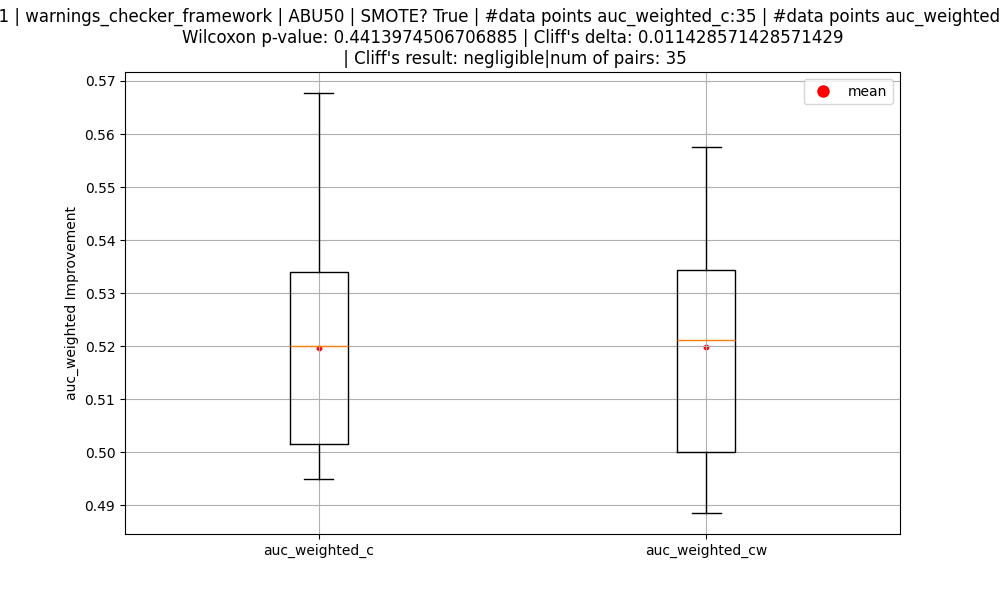 1 | warnings_checker_framework | ABU50 | SMOTE? True | #data points auc_weighted_c:35 | #data points auc_weighted
Wilcoxon p-value: 0.4413974506706885 | Cliff's delta: 0.011428571428571429
| Cliff's result: negligible|num of pairs: 35
mean
0.57
0.56
0.55
0.54
0.53
0.52
0.51
0.50
0.49
auc_weighted Improvement
auc_weighted_c
auc_weighted_cw